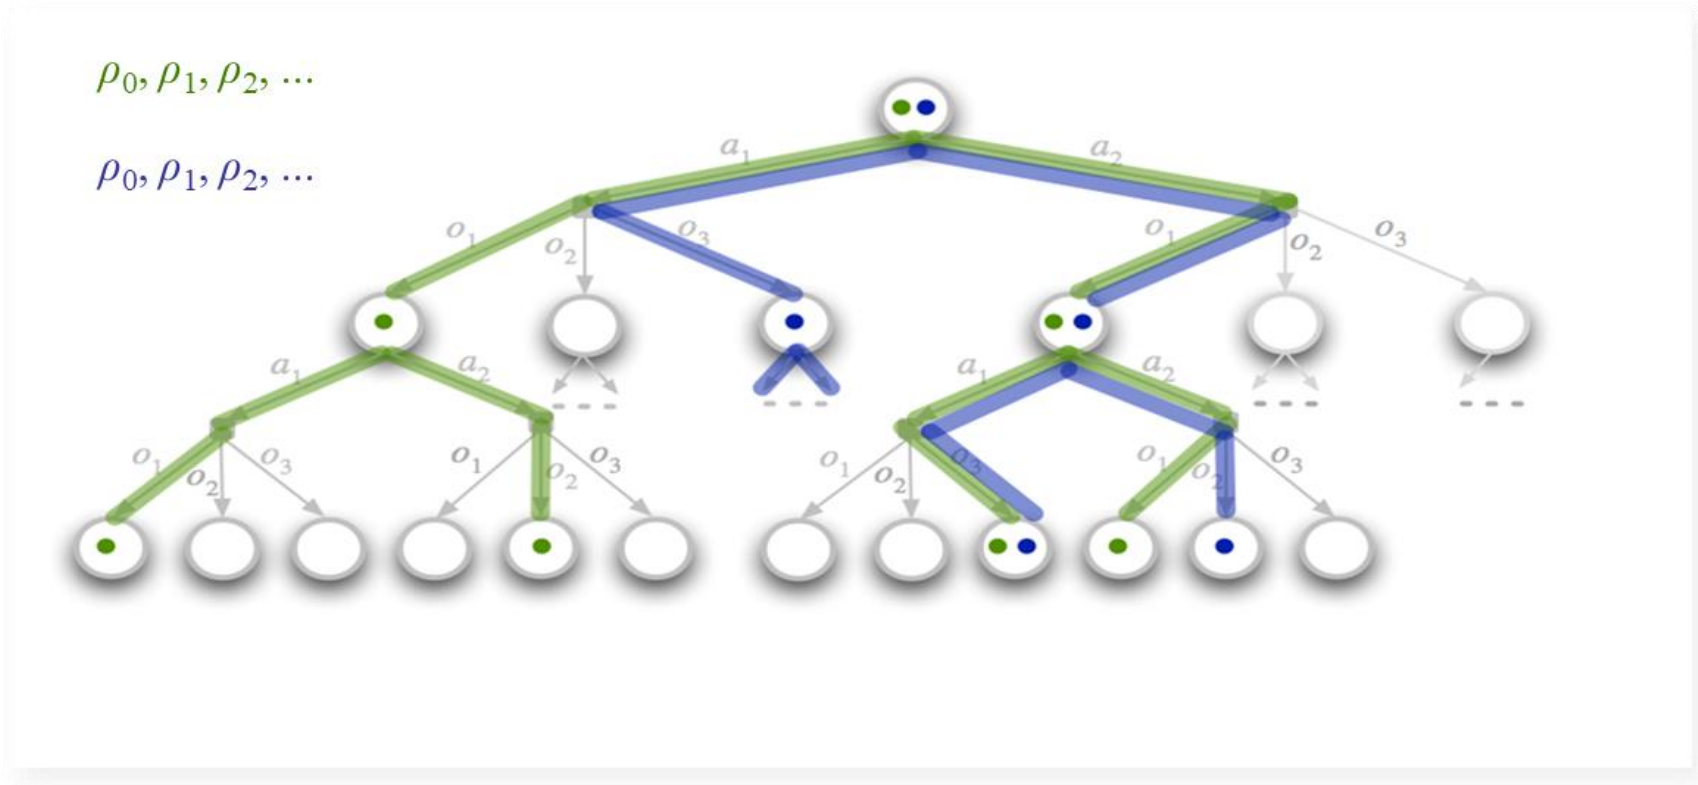 ρ₀, ρ₁, ρ₂, ...
a₁ a₂
ρ₀, ρ₁, ρ₂, ...
o₁ o₂ o₃ o₁ o₂ o₃
a₁ a₂ a₁ a₂
o₁ o₂ o₃ o₁ o₂ o₃ o₁ o₂ o₃ o₁ o₂ o₃